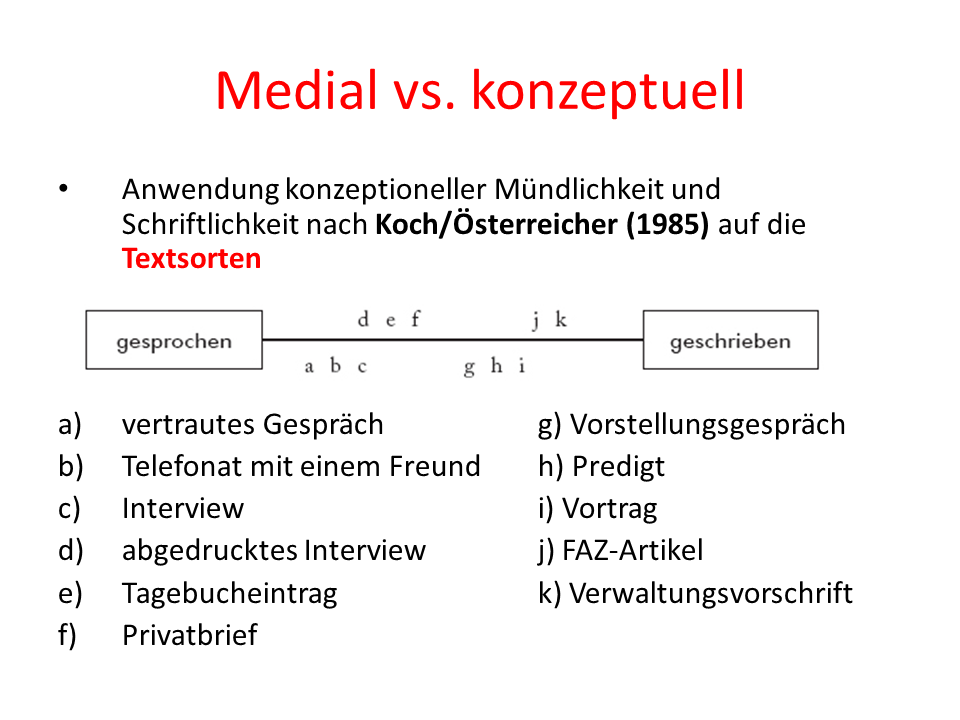 Medial vs. konzeptuell
• Anwendung konzeptioneller Mündlichkeit und
Schriftlichkeit nach Koch/Österreicher (1985) auf die
Textsorten
d e f j k
gesprochen geschrieben
a b c g h i
a) vertrautes Gespräch
b) Telefonat mit einem Freund
c) Interview
d) abgedrucktes Interview
e) Tagebucheintrag
f) Privatbrief
g) Vorstellungsgespräch
h) Predigt
i) Vortrag
j) FAZ-Artikel
k) Verwaltungsvorschrift